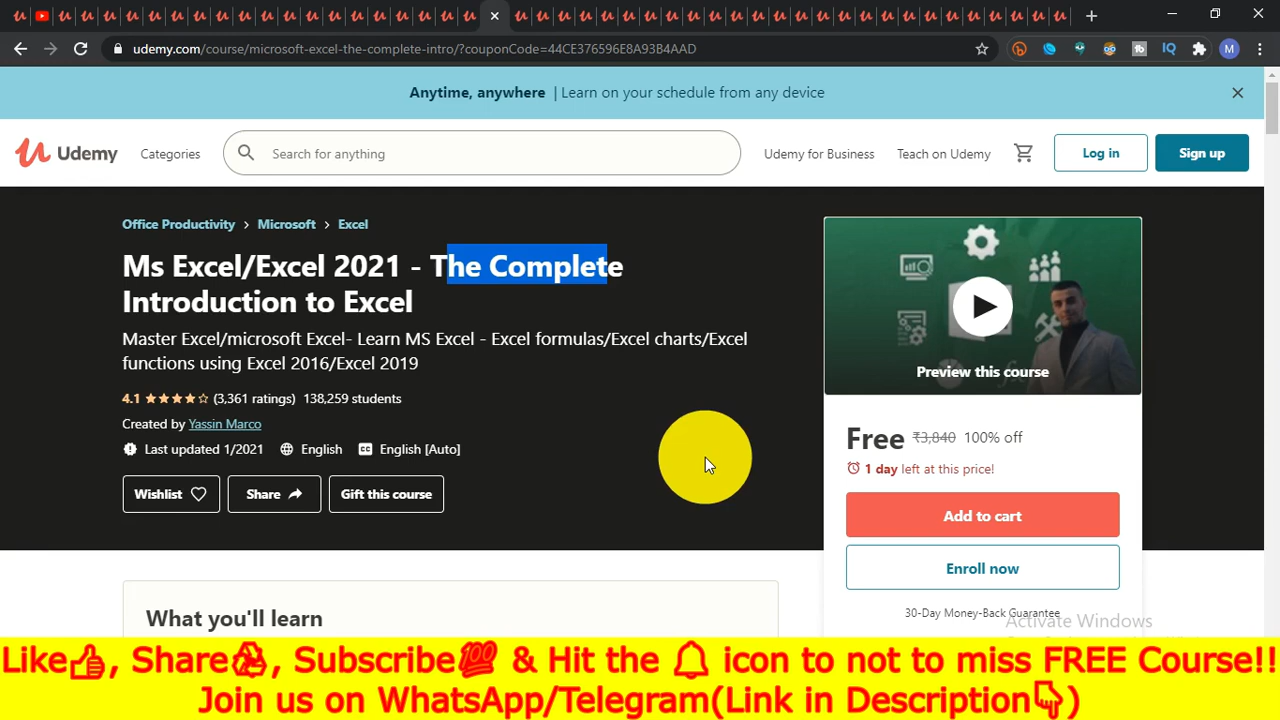 udemy.com/course/microsoft-excel-the-complete-intro/?couponCode=44CE376596E8A93B4AAD
IQ
M
Anytime, anywhere | Learn on your schedule from any device
Udemy
Categories
Search for anything
Udemy for Business
Teach on Udemy
Log in
Sign up
Office Productivity > Microsoft > Excel
Ms Excel/Excel 2021 - The Complete
Introduction to Excel
Master Excel/microsoft Excel- Learn MS Excel - Excel formulas/Excel charts/Excel
functions using Excel 2016/Excel 2019
4.1 ★★★★☆ (3,361 ratings) 138,259 students
Created by Yassin Marco
Last updated 1/2021 English English [Auto]
Wishlist Share Gift this course
Preview this course
Free ₹3,840 100% off
1 day left at this price!
Add to cart
Enroll now
30-Day Money-Back Guarantee
Activate Windows
What you'll learn
Like👍, Share♻, Subscribe💯 & Hit the 🔔 icon to not to miss FREE Course!!
Join us on WhatsApp/Telegram(Link in Description👇)